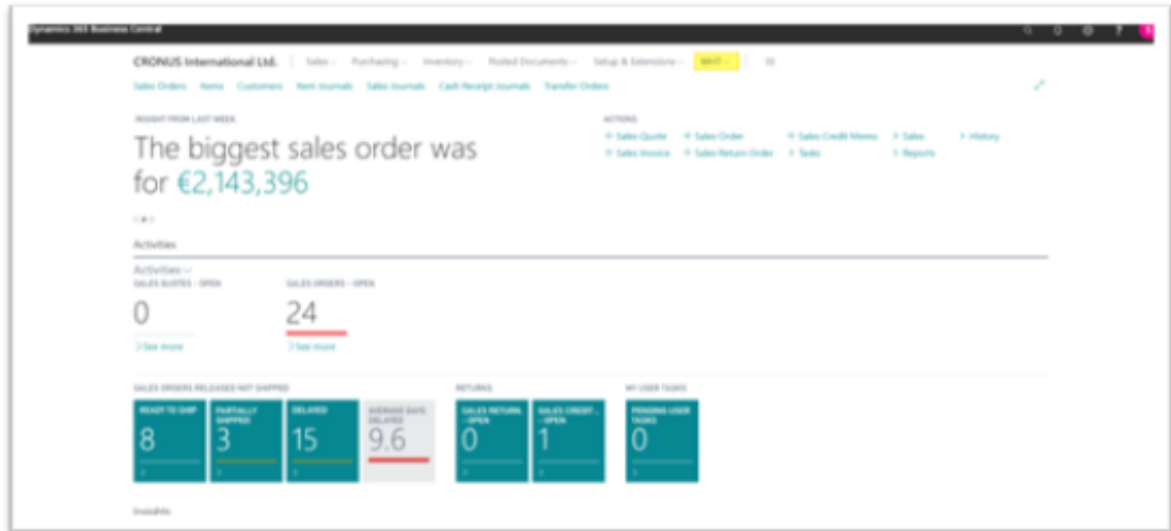 Dynamics 365 Business Central
CRONUS International Ltd. Sales Purchasing Inventory Posted Documents Setup & Extensions WHT
Sales Orders Items Customers Item Journals Sales Journals Cash Receipt Journals Transfer Orders
INSIGHT FROM LAST WEEK
The biggest sales order was
for €2,143,396
ACTIONS
+ Sales Quote + Sales Order + Sales Credit Memo > Sales > History
+ Sales Invoice + Sales Return Order > Tasks > Reports
Activities
Activities
SALES QUOTES - OPEN SALES ORDERS - OPEN
0 24
> See more > See more
SALES ORDERS RELEASED NOT SHIPPED RETURNS MY USER TASKS
READY TO SHIP
8
PARTIALLY
SHIPPED
3
DELAYED
15
AVERAGE DAYS
DELAYED
9.6
SALES RETURN...
- OPEN
0
SALES CREDIT ...
- OPEN
1
PENDING USER
TASKS
0
Insights